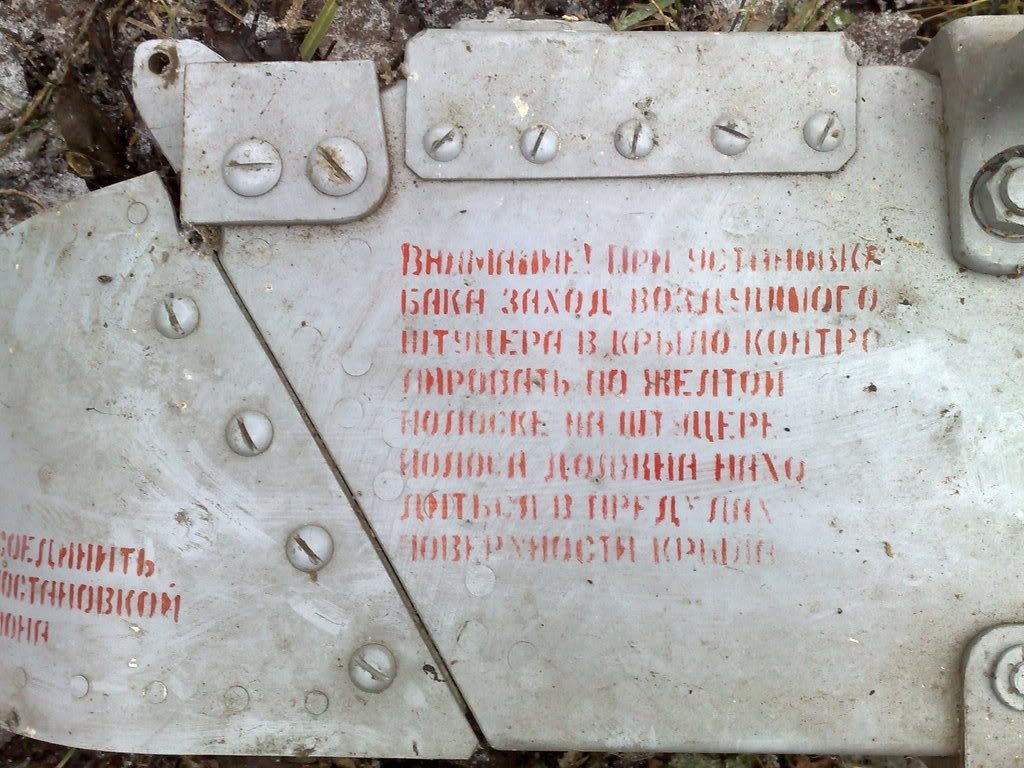 ВНИМАНИЕ! ПРИ УСТАНОВКЕ
БАКА ЗАХОД ВОЗДУШНОГО
ШТУЦЕРА В КРЫЛО КОНТРО
ЛИРОВАТЬ ПО ЖЕЛТОЙ
ПОЛОСКЕ НА ШТУЦЕРЕ
ПОЛОСА ДОЛЖНА НАХО
ДИТЬСЯ В ПРЕДЕЛАХ
ПОВЕРХНОСТИ КРЫЛА
СОЕДИНИТЬ
ОСТАНОВКОЙ